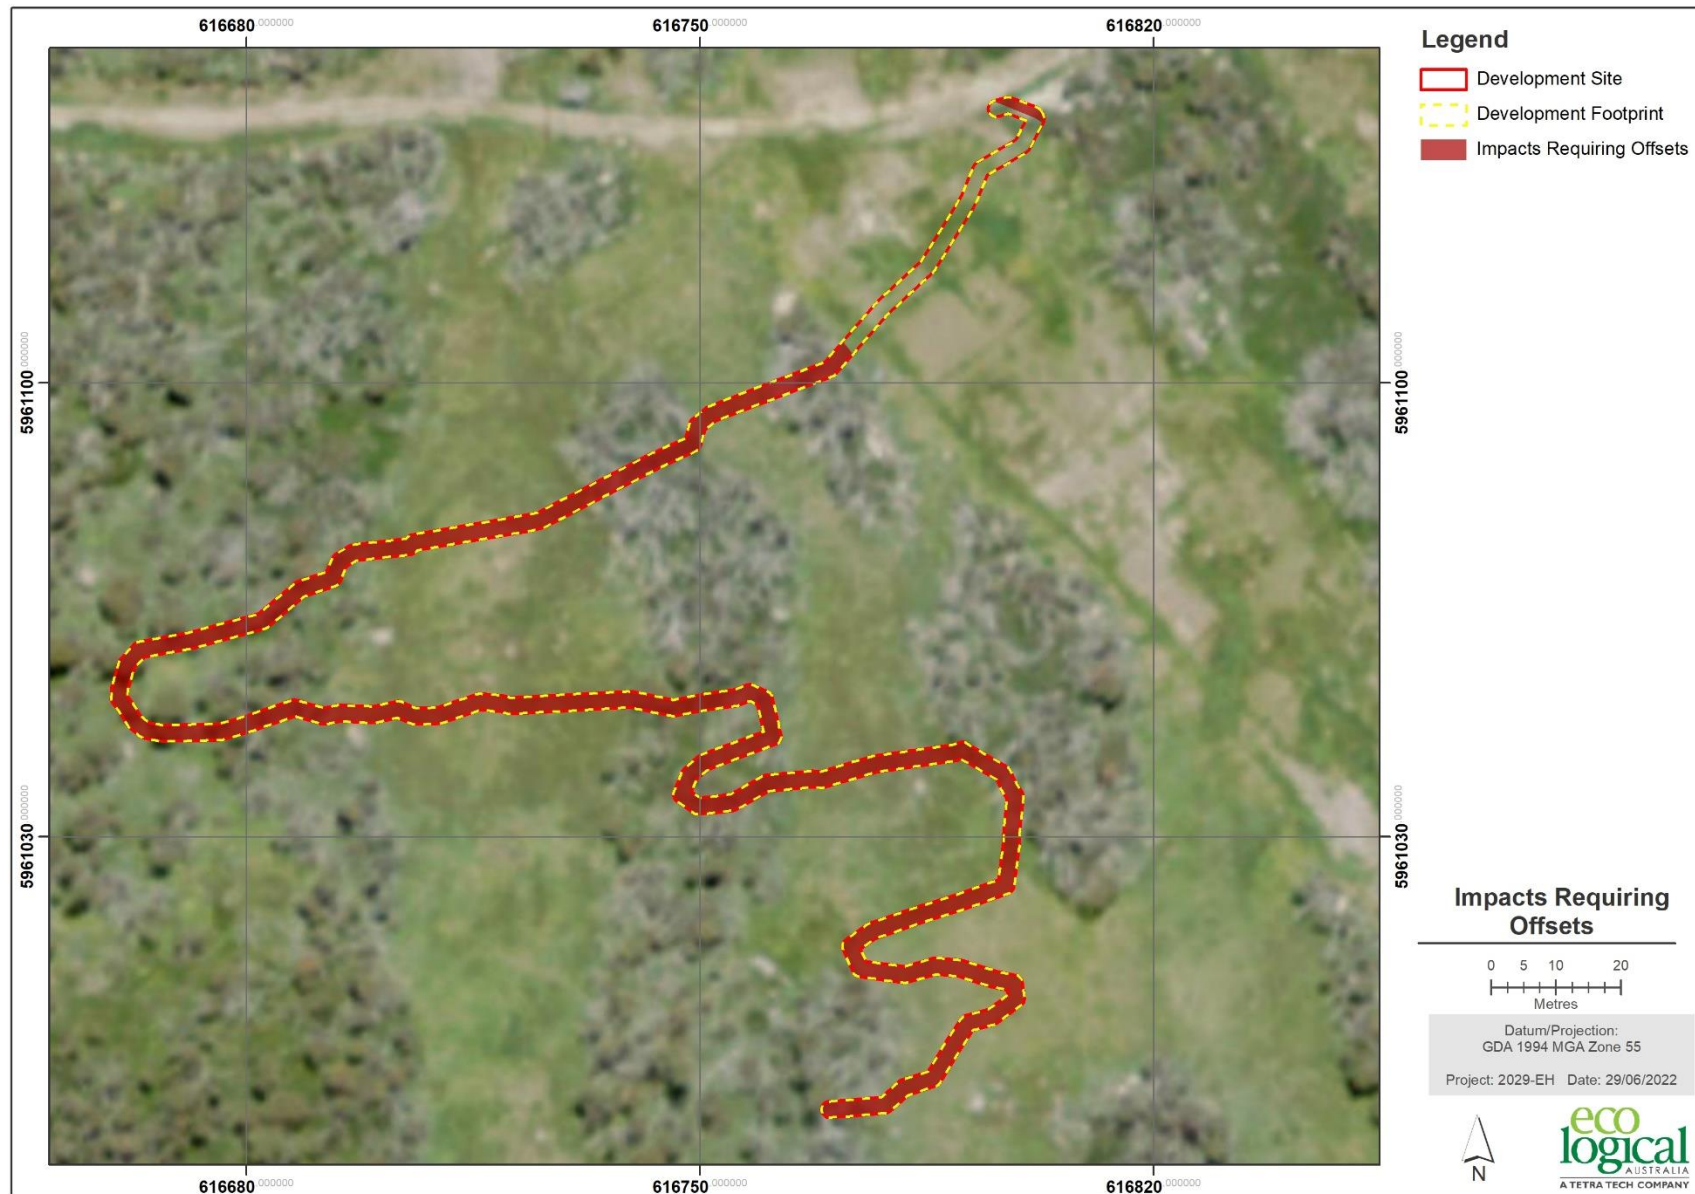 616680.000000 616750.000000 616820.000000
Legend
Development Site
Development Footprint
Impacts Requiring Offsets
5961100.000000
5961100.000000
5961030.000000
5961030.000000
Impacts Requiring
Offsets
0 5 10 20
Metres
Datum/Projection:
GDA 1994 MGA Zone 55
Project: 2029-EH Date: 29/06/2022
N
eco
logical
AUSTRALIA
A TETRA TECH COMPANY
616680.000000 616750.000000 616820.000000